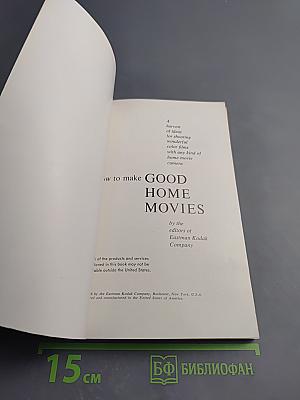 A
harvest
of ideas
for shooting
wonderful
color films
with any kind of
home movie
camera
w to make GOOD
HOME
MOVIES
by the
editors of
Eastman Kodak
Company
of the products and services
ioned in this book may not be
lable outside the United States.
by the Eastman Kodak Company, Rochester, New York, U.S.A.
ed and manufactured in the United States of America.
15 см
БФ БИБЛИОФАН